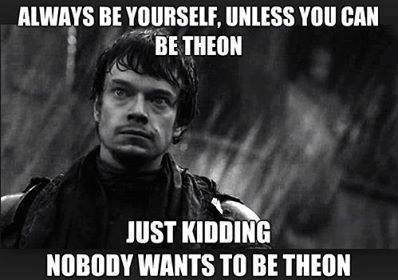 ALWAYS BE YOURSELF, UNLESS YOU CAN
BE THEON
JUST KIDDING
NOBODY WANTS TO BE THEON